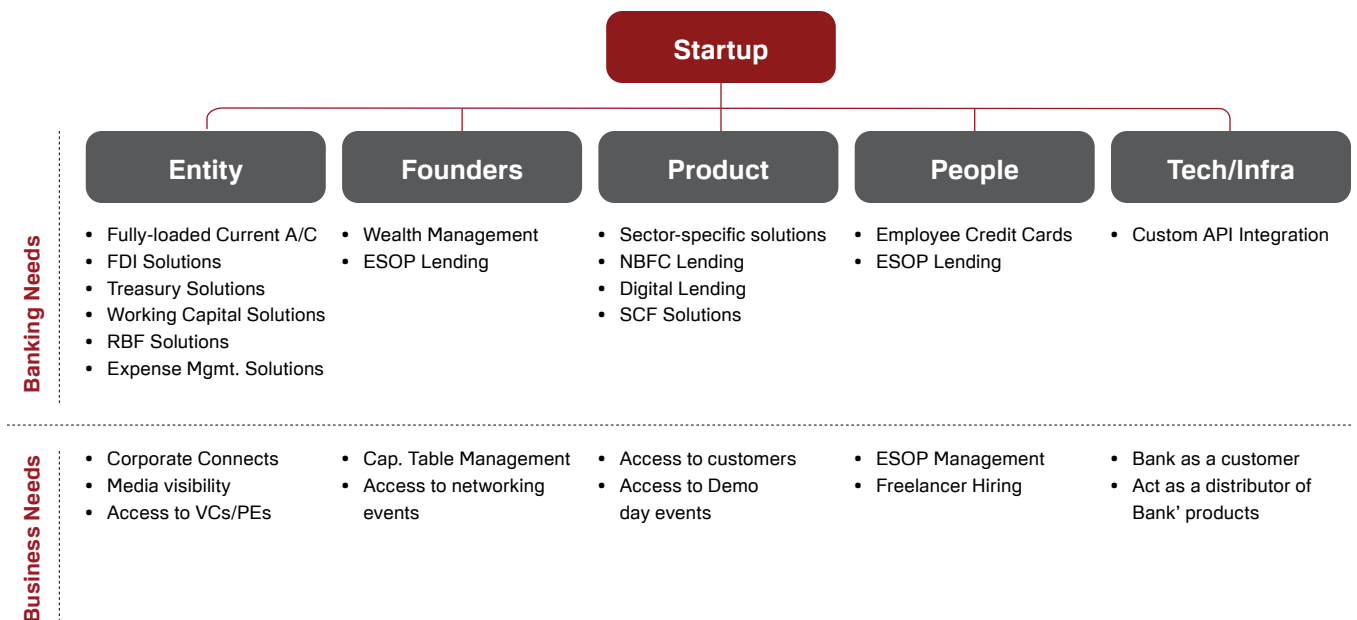 Startup
Entity
Founders
Product
People
Tech/Infra
Banking Needs
• Fully-loaded Current A/C
• FDI Solutions
• Treasury Solutions
• Working Capital Solutions
• RBF Solutions
• Expense Mgmt. Solutions
• Wealth Management
• ESOP Lending
• Sector-specific solutions
• NBFC Lending
• Digital Lending
• SCF Solutions
• Employee Credit Cards
• ESOP Lending
• Custom API Integration
Business Needs
• Corporate Connects
• Media visibility
• Access to VCs/PEs
• Cap. Table Management
• Access to networking
events
• Access to customers
• Access to Demo
day events
• ESOP Management
• Freelancer Hiring
• Bank as a customer
• Act as a distributor of
Bank’ products